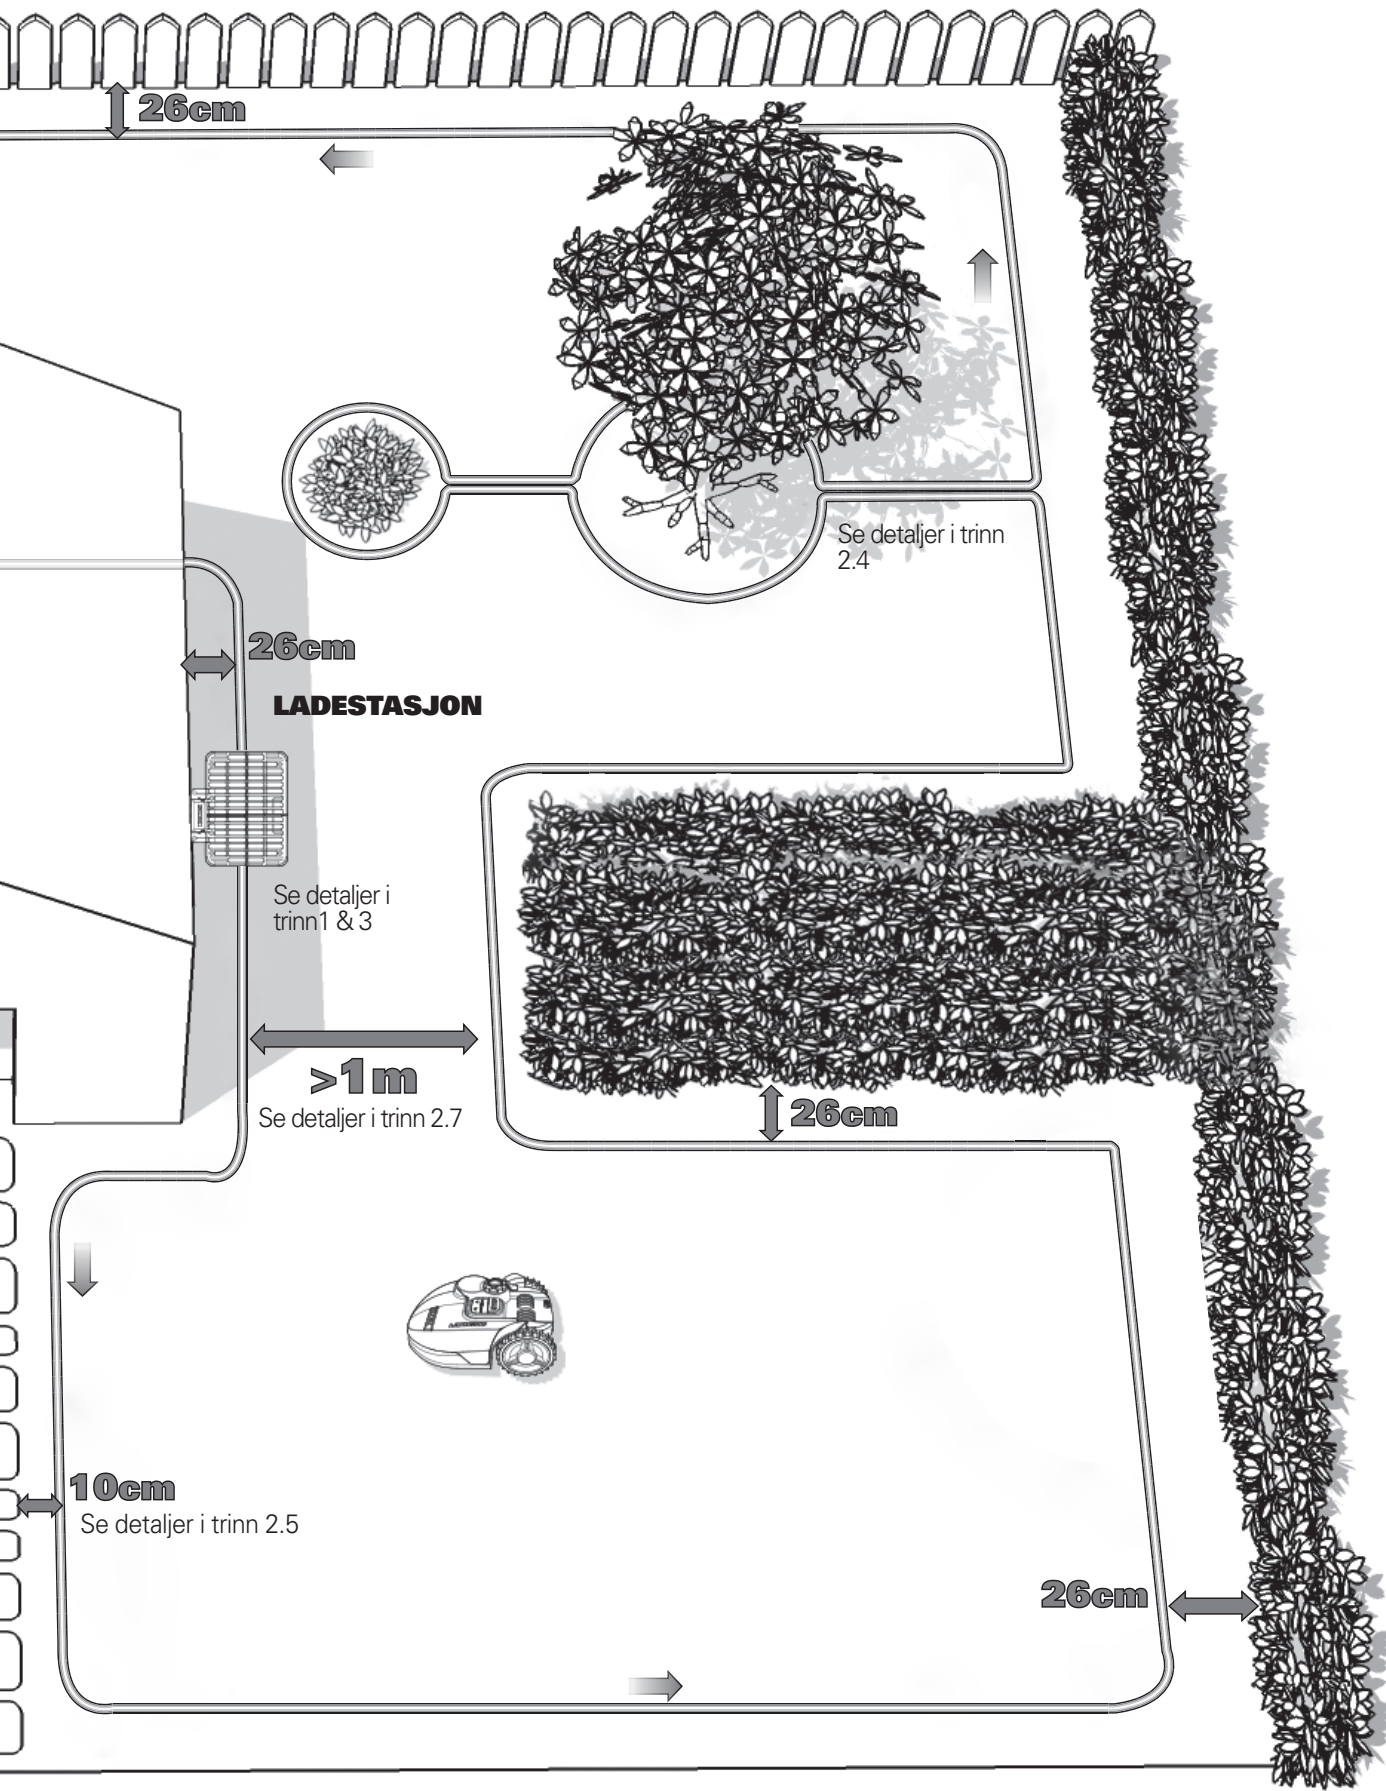 26cm
Se detaljer i trinn
2.4
26cm
LADESTASJON
Se detaljer i
trinn1 & 3
>1m
Se detaljer i trinn 2.7
26cm
10cm
Se detaljer i trinn 2.5
26cm